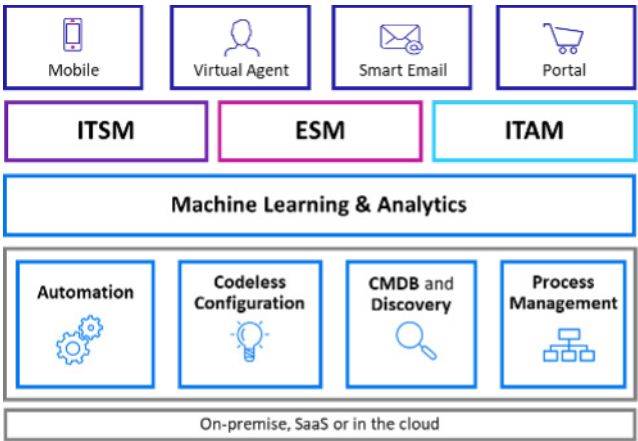 Mobile
Virtual Agent
Smart Email
Portal
ITSM
ESM
ITAM
Machine Learning & Analytics
Automation
Codeless
Configuration
CMDB and
Discovery
Process
Management
On-premise, SaaS or in the cloud